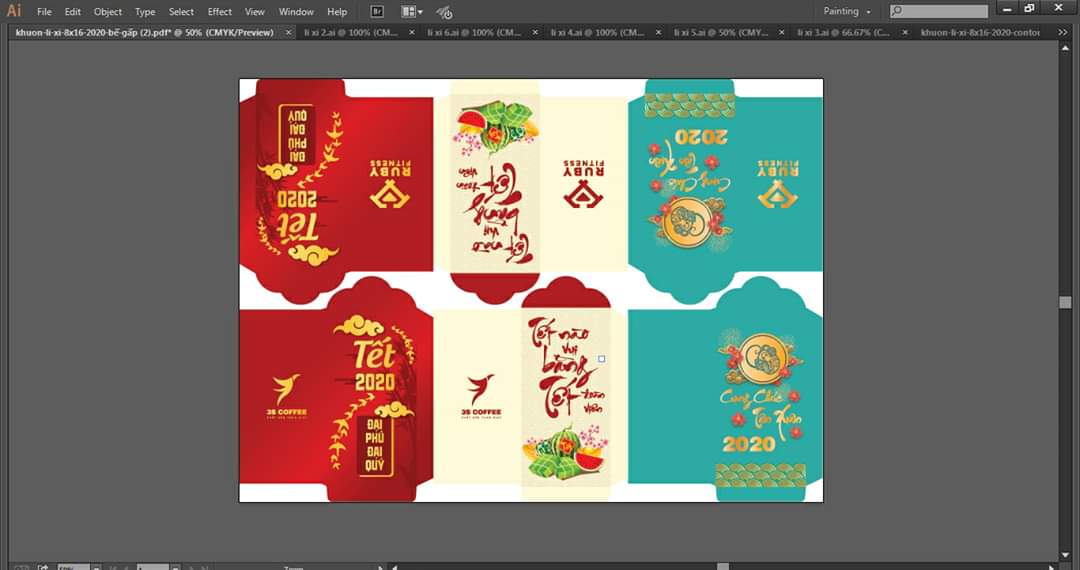 Ai File Edit Object Type Select Effect View Window Help Br Painting
khuon-li-xi-8x16-2020-bế-gấp (2).pdf* @ 50% (CMYK/Preview) × li xi 2.ai @ 100% (CM... × li xi 6.ai @ 100% (CM... × li xi 4.ai @ 100% (CM... × li xi 5.ai @ 50% (CMY... × li xi 3.ai @ 66.67% (C... × khuon-li-xi-8x16-2020-contou
ĐẠI
PHÚ
ĐẠI
QUÝ
Tết
2020
RUBY
FITNESS
Tết nào
vui
bằng
Tết
đoàn
viên
RUBY
FITNESS
2020
Cung Chúc
Tân Xuân
RUBY
FITNESS
3S COFFEE
Tết
2020
ĐẠI
PHÚ
ĐẠI
QUÝ
3S COFFEE
Tết nào
vui
bằng
Tết
đoàn
viên
Cung Chúc
Tân Xuân
2020
Zoom